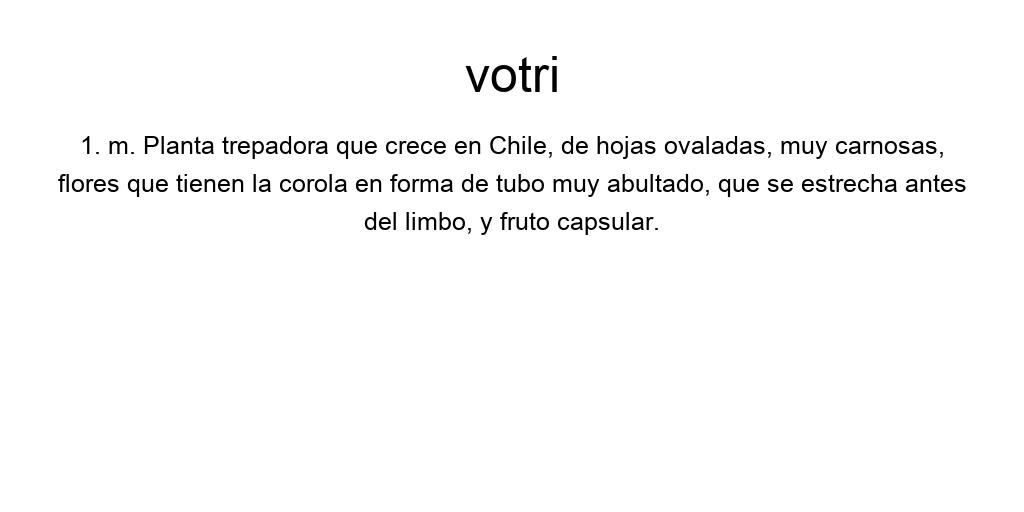 votri
1. m. Planta trepadora que crece en Chile, de hojas ovaladas, muy carnosas,
flores que tienen la corola en forma de tubo muy abultado, que se estrecha antes
del limbo, y fruto capsular.